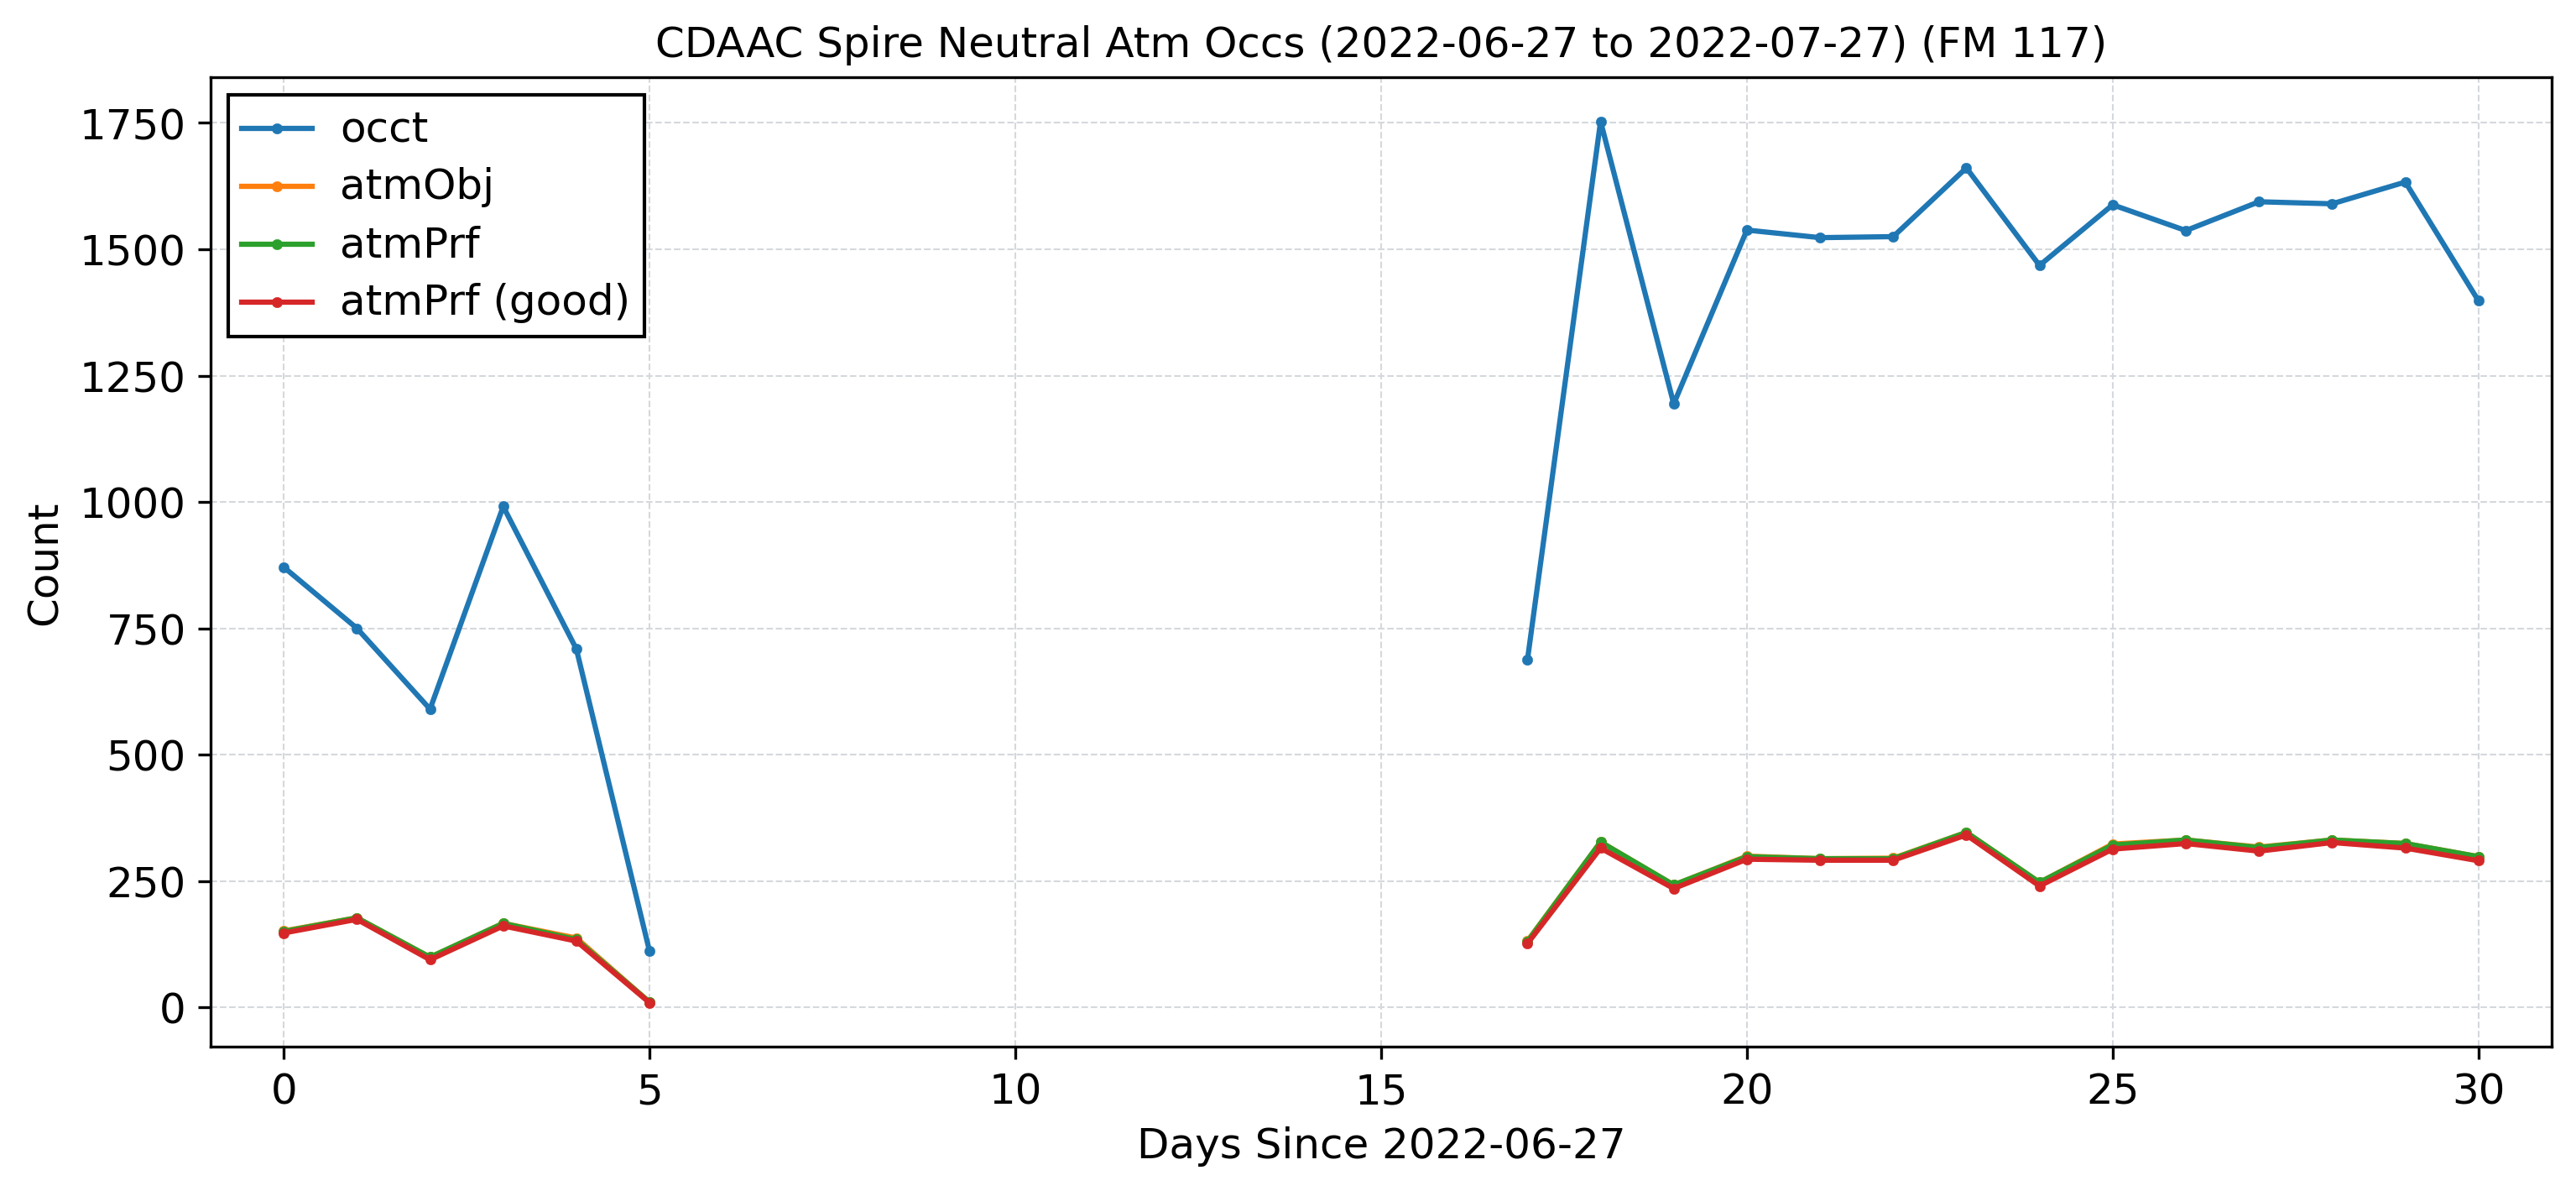 CDAAC Spire Neutral Atm Occs (2022-06-27 to 2022-07-27) (FM 117)
occt
atmObj
atmPrf
atmPrf (good)
Count
1750
1500
1250
1000
750
500
250
0
0 5 10 15 20 25 30
Days Since 2022-06-27